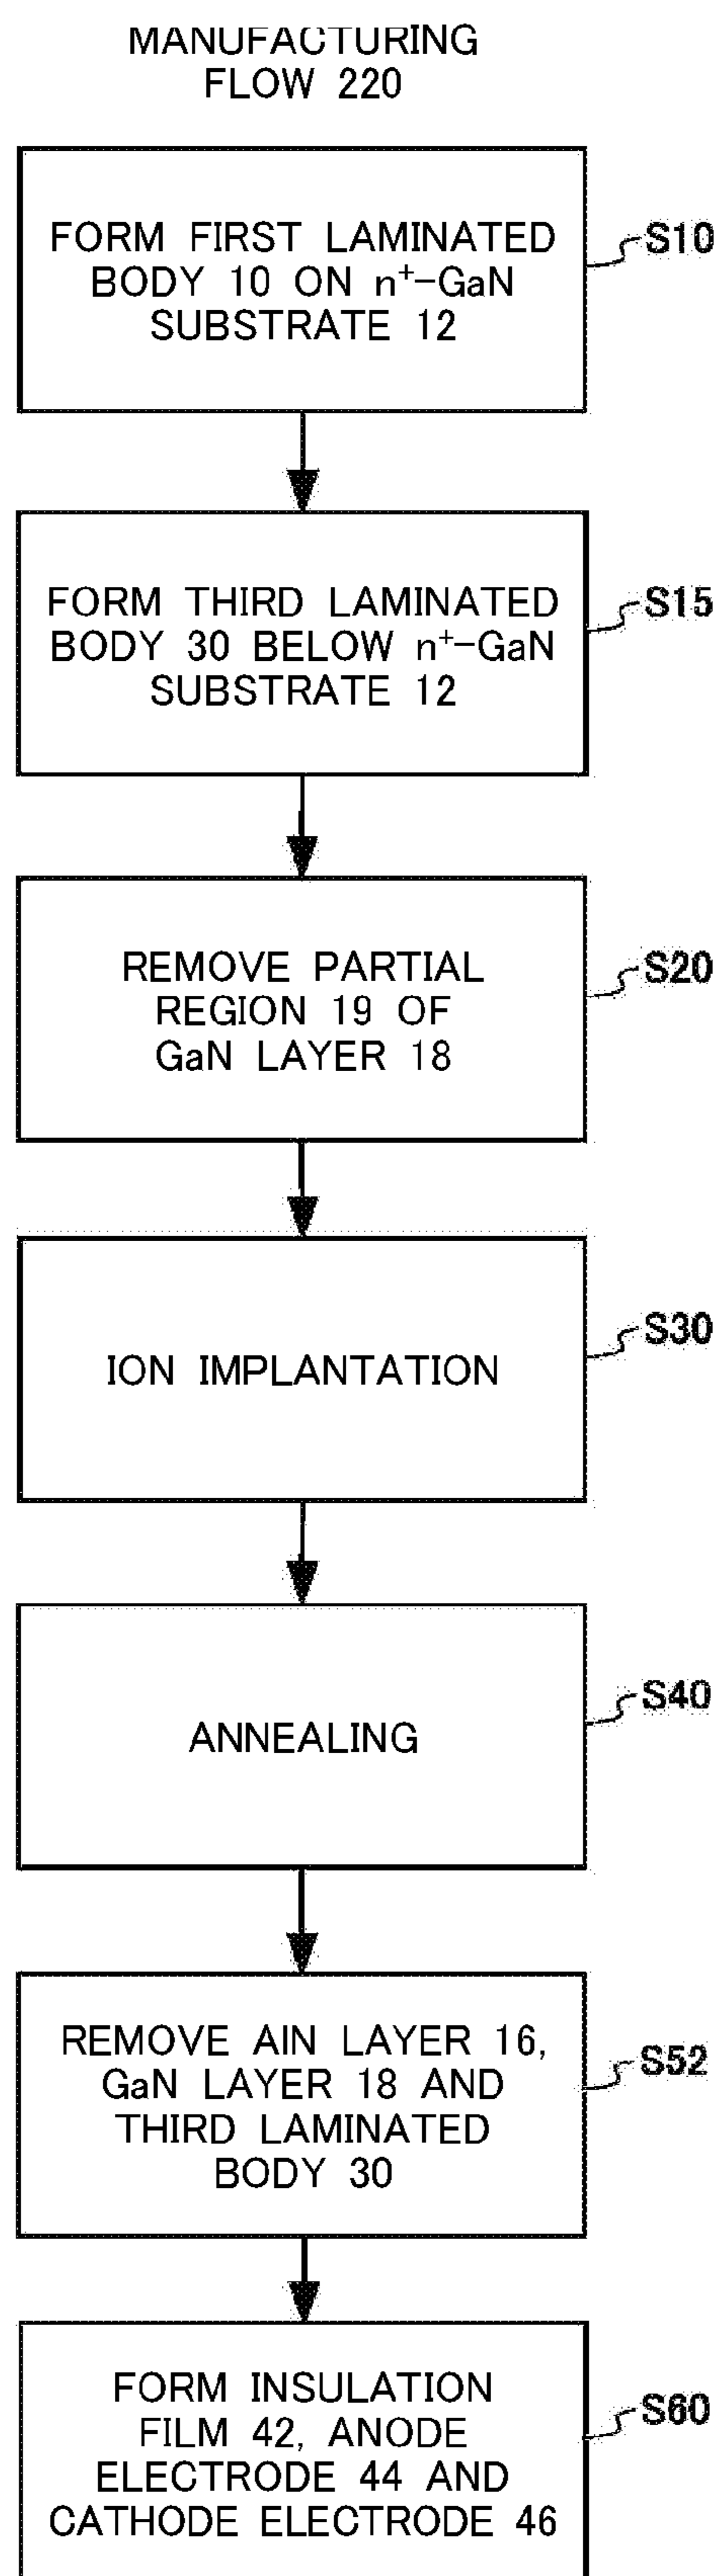 MANUFACTURING
FLOW 220
FORM FIRST LAMINATED
BODY 10 ON n⁺-GaN
SUBSTRATE 12
S10
FORM THIRD LAMINATED
BODY 30 BELOW n⁺-GaN
SUBSTRATE 12
S15
REMOVE PARTIAL
REGION 19 OF
GaN LAYER 18
S20
ION IMPLANTATION
S30
ANNEALING
S40
REMOVE AlN LAYER 16,
GaN LAYER 18 AND
THIRD LAMINATED
BODY 30
S52
FORM INSULATION
FILM 42, ANODE
ELECTRODE 44 AND
CATHODE ELECTRODE 46
S60